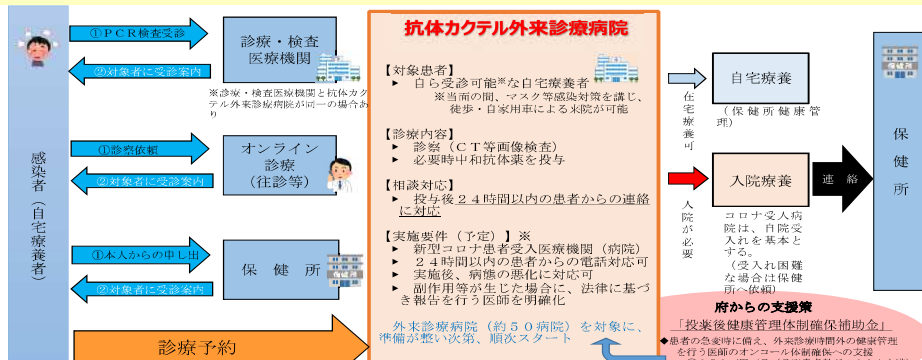 感染者（自宅療養者）
①ＰＣＲ検査受診
②対象者に受診案内
診療・検査
医療機関
※診療・検査医療機関と抗体カク
テル外来診療病院が同一の場合あ
り
①診察依頼
②対象者に受診案内
オンライン
診療
（往診等）
①本人からの申し出
②対象者に受診案内
保健所
診療予約
抗体カクテル外来診療病院
【対象患者】
▶ 自ら受診可能※な自宅療養者
※当面の間、マスク等感染対策を講じ、
徒歩・自家用車による来院が可能
【診療内容】
▶ 診察（ＣＴ等画像検査）
▶ 必要時中和抗体薬を投与
【相談対応】
▶ 投与後２４時間以内の患者からの連絡
に対応
【実施要件（予定）】※
▶ 新型コロナ患者受入医療機関（病院）
▶ ２４時間以内の患者からの電話対応可
▶ 実施後、病態の悪化に対応可
▶ 副作用等が生じた場合に、法律に基づ
き報告を行う医師を明確化
外来診療病院（約５０病院）を対象に、
準備が整い次第、順次スタート
在宅療養可
自宅療養
（保健所健康管
理）
入院が必要
入院療養
コロナ受入病
院は、自院受
入れを基本と
する。
（受入れ困難
な場合は保健
所へ依頼）
連絡
保健所
府からの支援策
「投薬後健康管理体制確保補助金」
◆患者の急変時に備え、外来診療時間外の健康管理
を行う医師のオンコール体制確保への支援